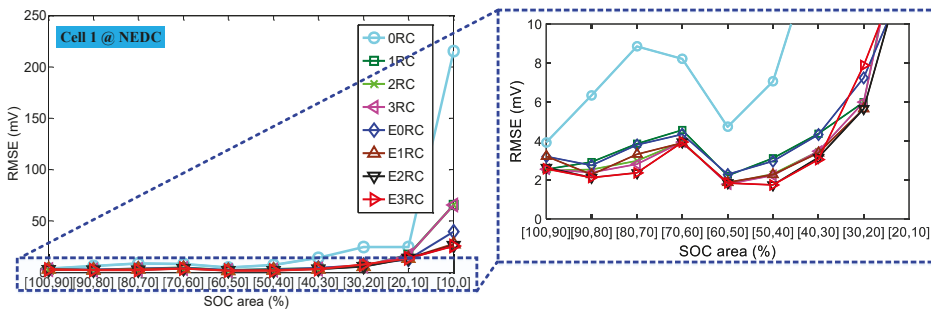 Cell 1 @ NEDC
250
200
150
100
50
0
RMSE (mV)
[100,90] [90,80] [80,70] [70,60] [60,50] [50,40] [40,30] [30,20] [20,10] [10,0]
SOC area (%)
0RC
1RC
2RC
3RC
E0RC
E1RC
E2RC
E3RC
10
8
6
4
2
0
RMSE (mV)
[100,90] [90,80] [80,70] [70,60] [60,50] [50,40] [40,30] [30,20] [20,10]
SOC area (%)